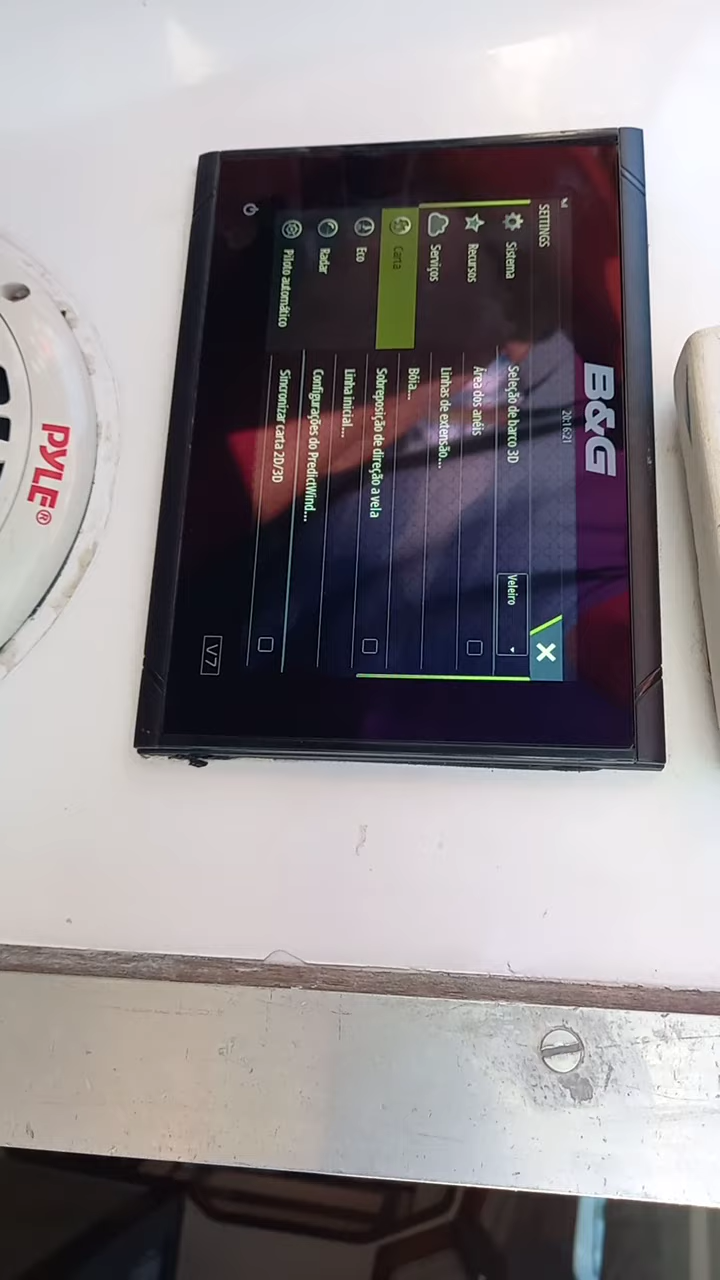 B&G
20:16:21
SETTINGS
Sistema
Recursos
Serviços
Carta
Eco
Radar
Piloto automático
Seleção de barco 3D
Veleiro
Área dos anéis
Linhas de extensão...
Bóia...
Sobreposição de direção a vela
Linha inicial...
Configurações do PredictWind...
Sincronizar carta 2D/3D
V7
PYLE®